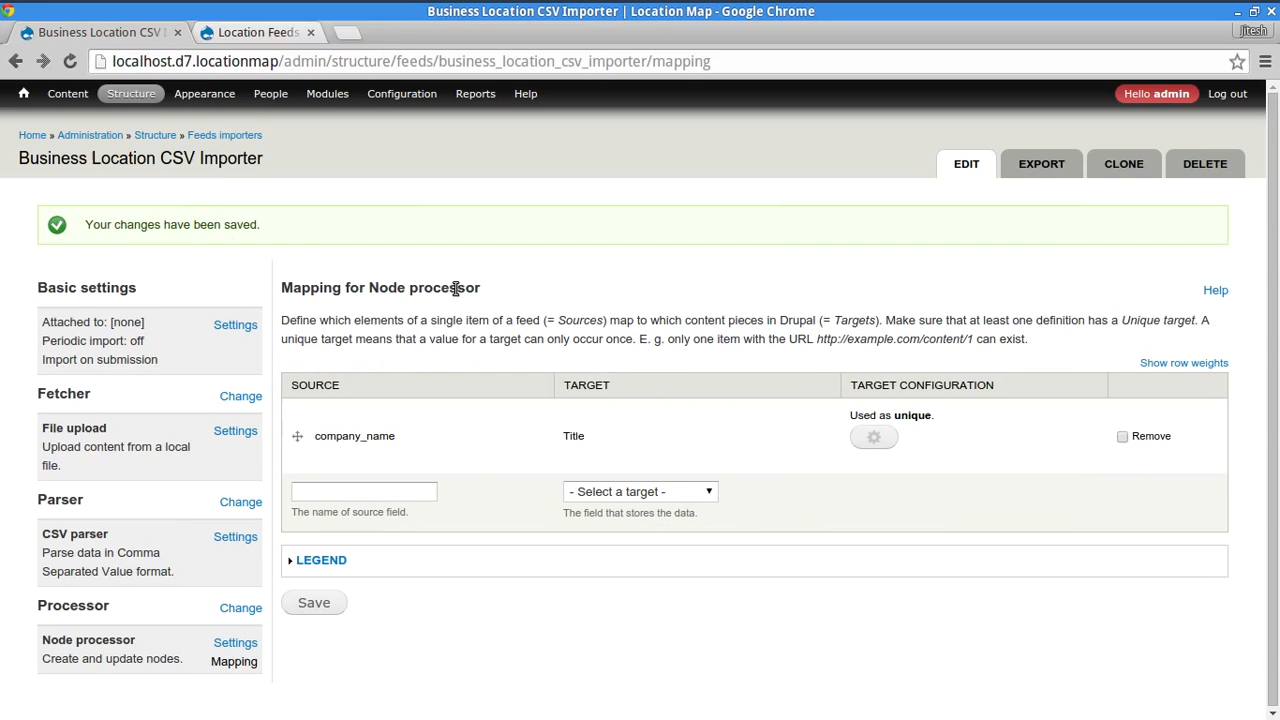 Business Location CSV Importer | Location Map - Google Chrome
Business Location CSV I
Location Feeds
jitesh
localhost.d7.locationmap/admin/structure/feeds/business_location_csv_importer/mapping
Content Structure Appearance People Modules Configuration Reports Help
Hello admin Log out
Home » Administration » Structure » Feeds importers
Business Location CSV Importer
EDIT EXPORT CLONE DELETE
Your changes have been saved.
Basic settings
Attached to: [none] Settings
Periodic import: off
Import on submission
Fetcher Change
File upload Settings
Upload content from a local
file.
Parser Change
CSV parser Settings
Parse data in Comma
Separated Value format.
Processor Change
Node processor Settings
Create and update nodes. Mapping
Mapping for Node processor
Help
Define which elements of a single item of a feed (= Sources) map to which content pieces in Drupal (= Targets). Make sure that at least one definition has a Unique target. A
unique target means that a value for a target can only occur once. E. g. only one item with the URL http://example.com/content/1 can exist.
Show row weights
SOURCE TARGET TARGET CONFIGURATION
Used as unique.
company_name Title Remove
- Select a target -
The name of source field. The field that stores the data.
LEGEND
Save